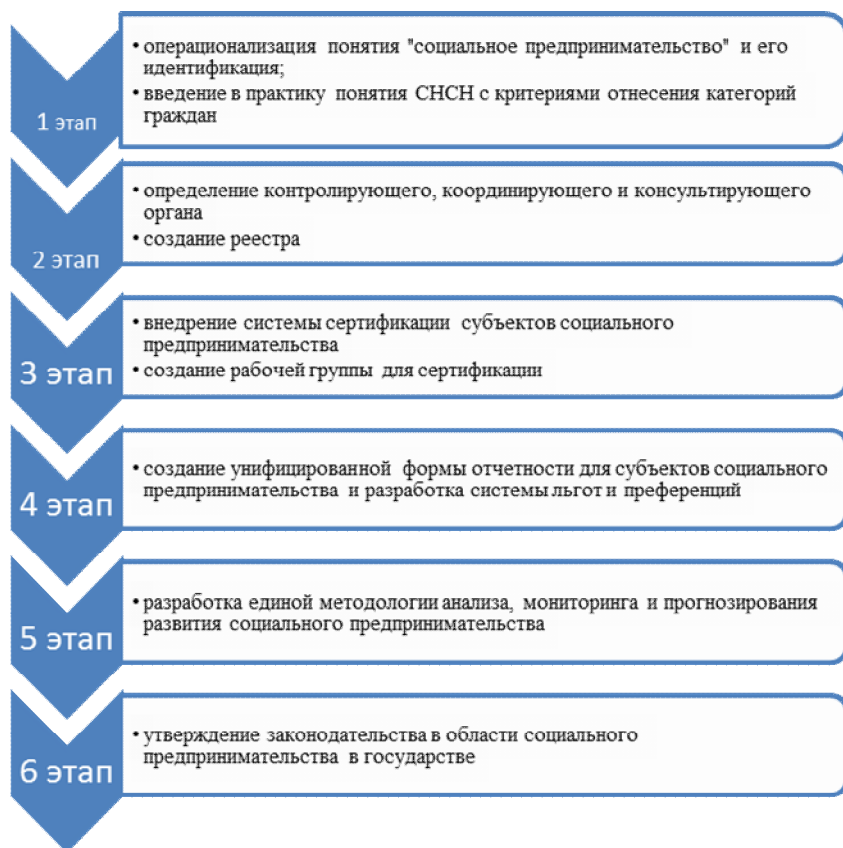 • операционализация понятия "социальное предпринимательство" и его
идентификация;
• введение в практику понятия СНСН с критериями отнесения категорий
граждан
1 этап
• определение контролирующего, координирующего и консультирующего
органа
• создание реестра
2 этап
• внедрение системы сертификации субъектов социального
предпринимательства
• создание рабочей группы для сертификации
3 этап
• создание унифицированной формы отчетности для субъектов социального
предпринимательства и разработка системы льгот и преференций
4 этап
• разработка единой методологии анализа, мониторинга и прогнозирования
развития социального предпринимательства
5 этап
• утверждение законодательства в области социального
предпринимательства в государстве
6 этап